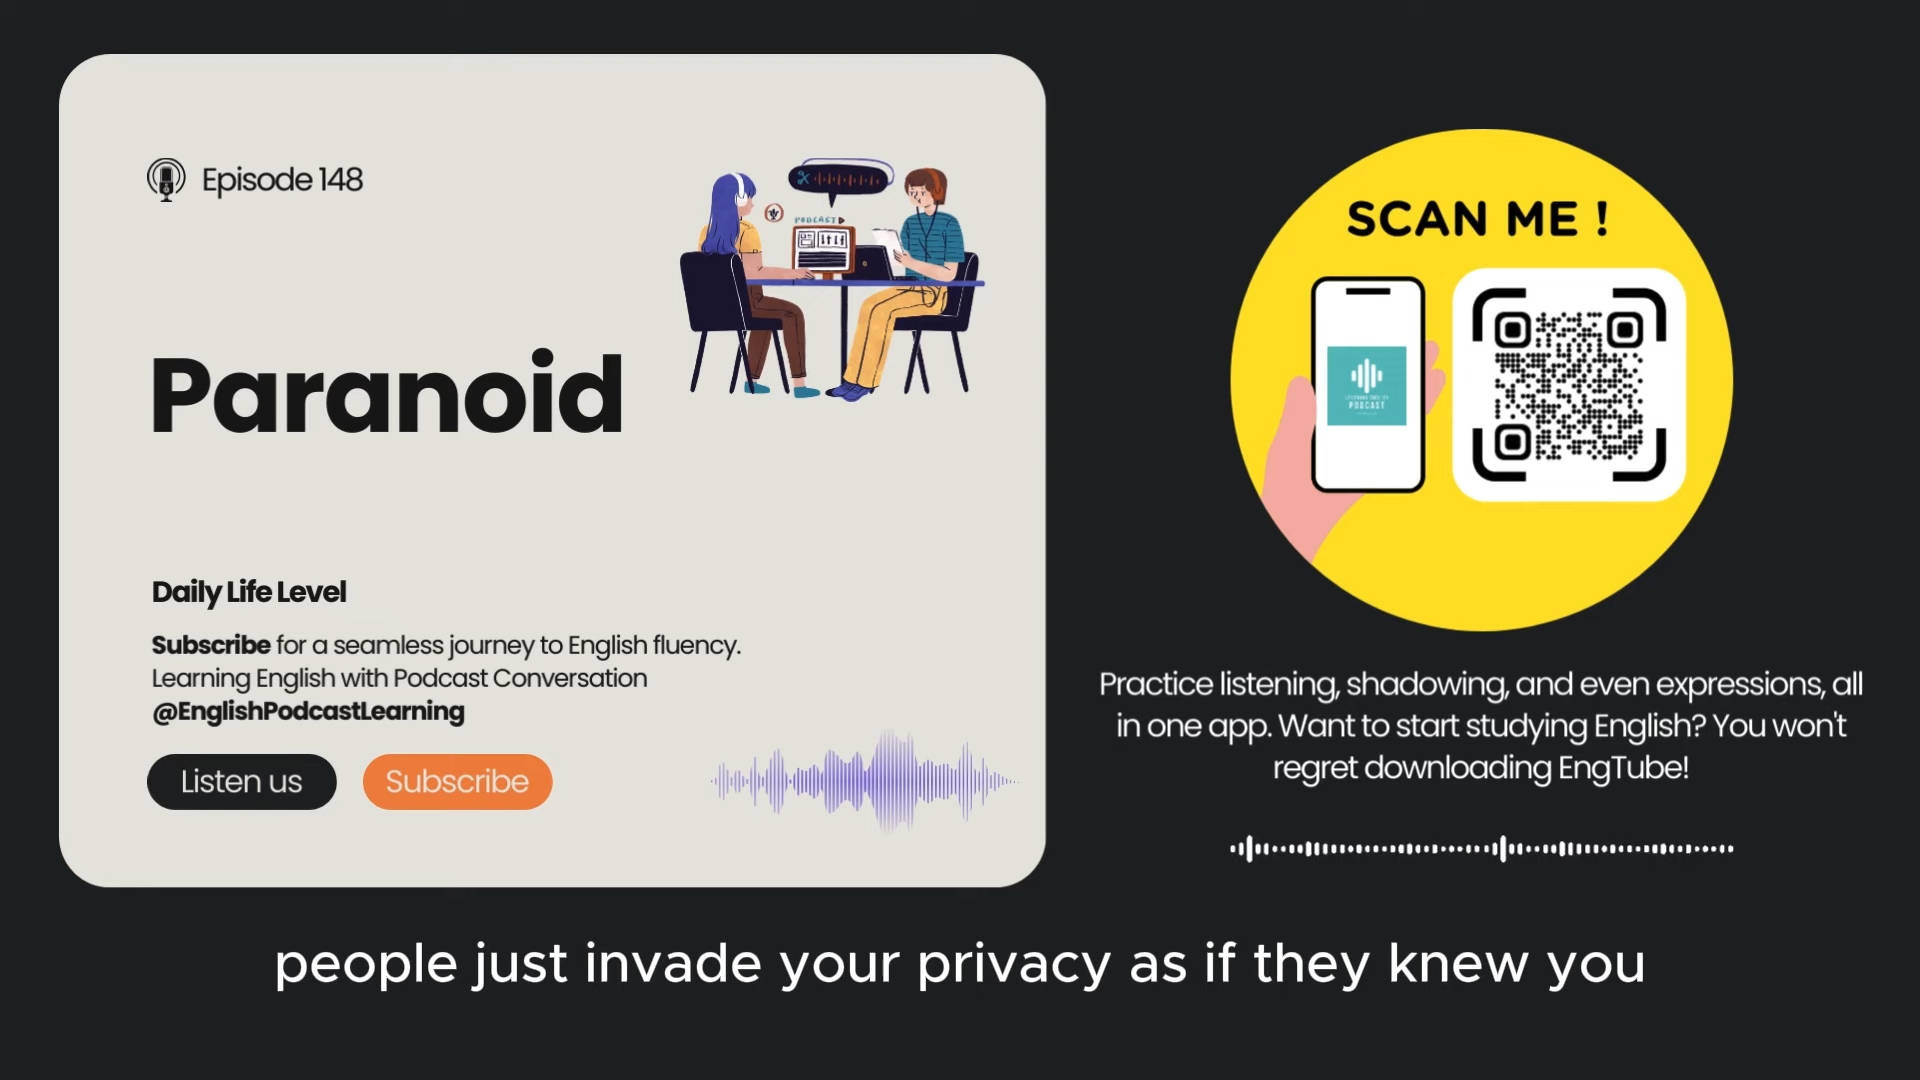 Episode 148
PODCAST
Paranoid
Daily Life Level
Subscribe for a seamless journey to English fluency.
Learning English with Podcast Conversation
@EnglishPodcastLearning
Listen us
Subscribe
SCAN ME !
PODCAST
Practice listening, shadowing, and even expressions, all
in one app. Want to start studying English? You won't
regret downloading EngTube!
people just invade your privacy as if they knew you